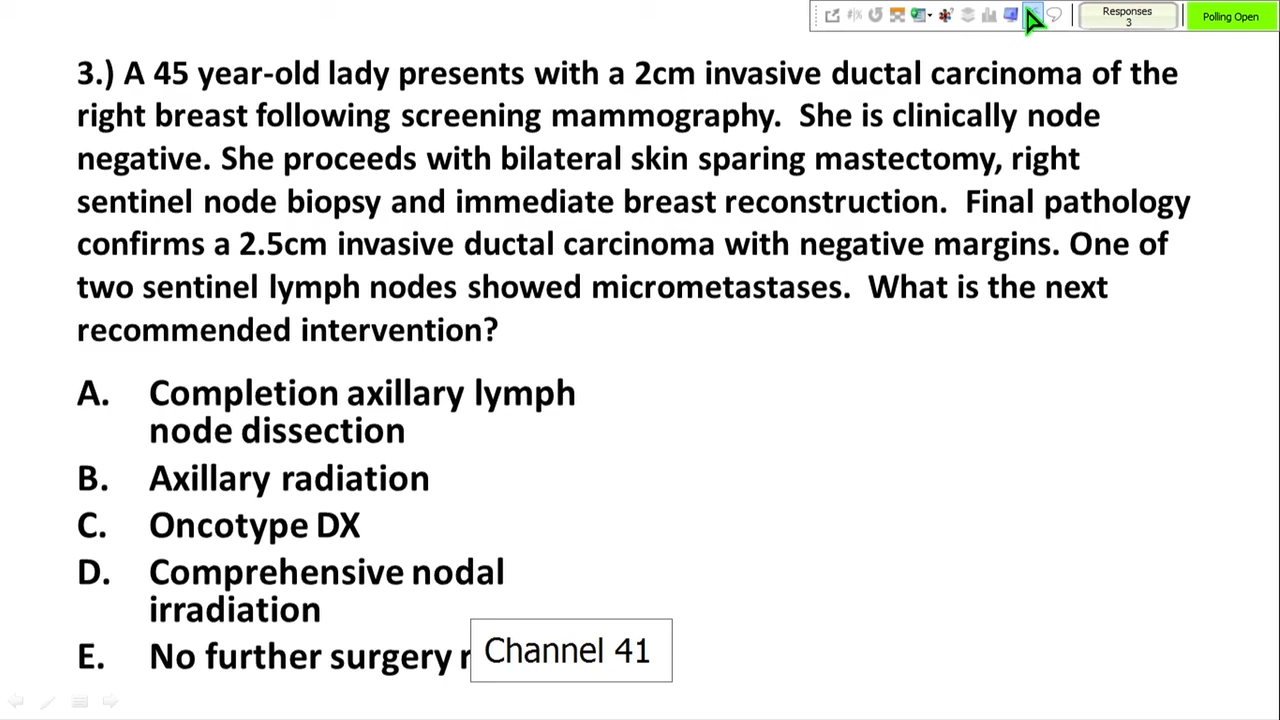 Responses
3
Polling Open
3.) A 45 year-old lady presents with a 2cm invasive ductal carcinoma of the
right breast following screening mammography. She is clinically node
negative. She proceeds with bilateral skin sparing mastectomy, right
sentinel node biopsy and immediate breast reconstruction. Final pathology
confirms a 2.5cm invasive ductal carcinoma with negative margins. One of
two sentinel lymph nodes showed micrometastases. What is the next
recommended intervention?
A. Completion axillary lymph
node dissection
B. Axillary radiation
C. Oncotype DX
D. Comprehensive nodal
irradiation
E. No further surgery
Channel 41